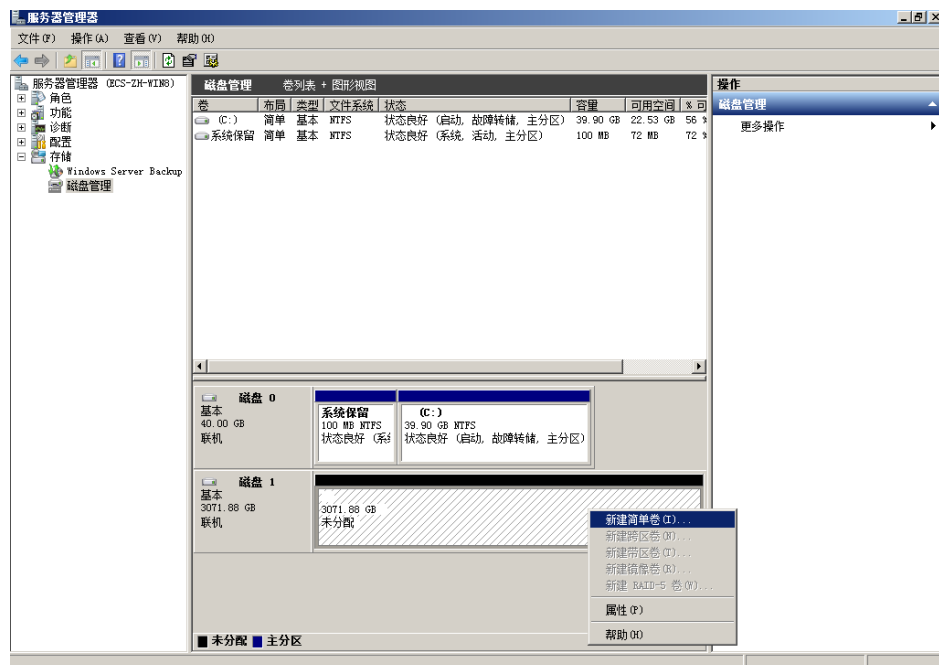 服务器管理器
文件(F) 操作(A) 查看(V) 帮助(H)
服务器管理器 (ECS-ZH-WIN8)
角色
功能
诊断
配置
存储
Windows Server Backup
磁盘管理
磁盘管理 卷列表 + 图形视图
卷 布局 类型 文件系统 状态 容量 可用空间 % 可
(C:) 简单 基本 NTFS 状态良好 (启动, 故障转储, 主分区) 39.90 GB 22.53 GB 56 %
系统保留 简单 基本 NTFS 状态良好 (系统, 活动, 主分区) 100 MB 72 MB 72 %
磁盘 0
基本
40.00 GB
联机
系统保留
100 MB NTFS
状态良好 (系
(C:)
39.90 GB NTFS
状态良好 (启动, 故障转储, 主分区)
磁盘 1
基本
3071.88 GB
联机
3071.88 GB
未分配
新建简单卷(I)...
新建跨区卷(N)...
新建带区卷(T)...
新建镜像卷(R)...
新建 RAID-5 卷(W)...
属性(P)
帮助(H)
未分配 主分区
操作
磁盘管理
更多操作